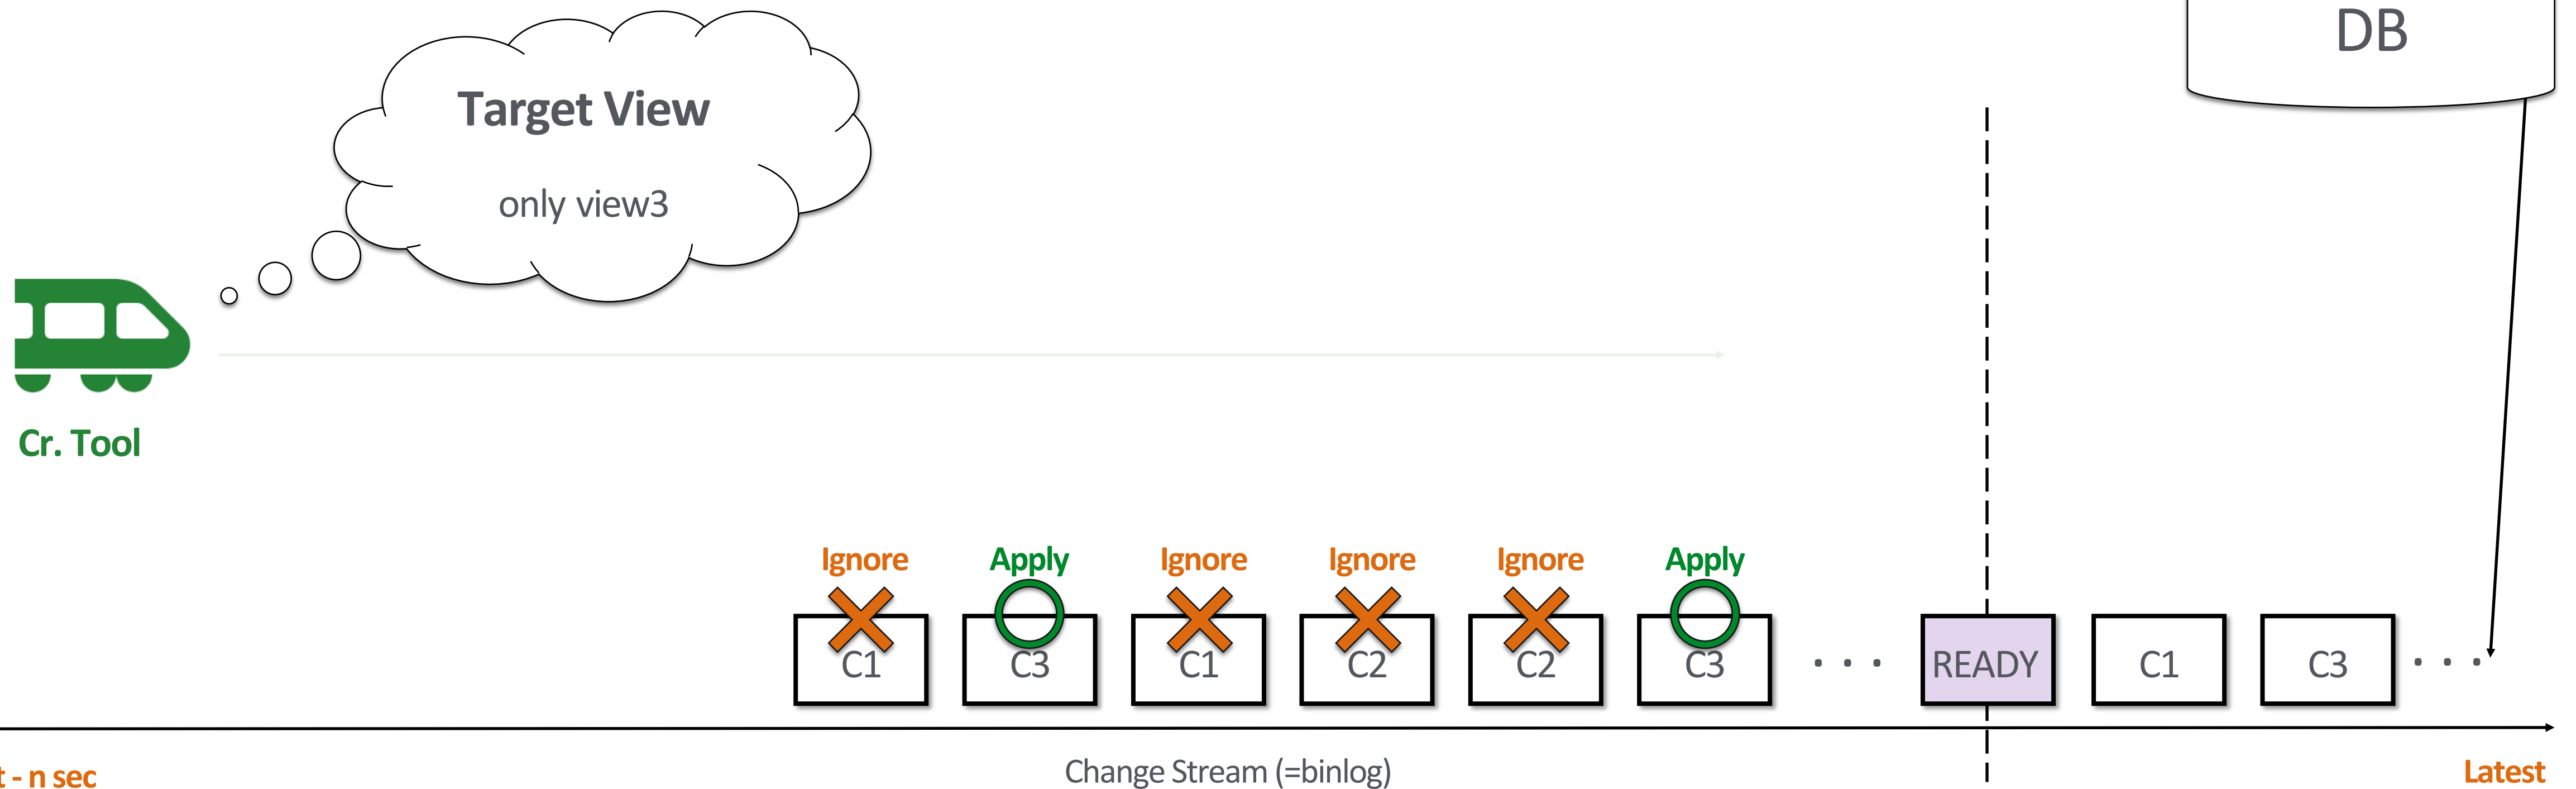 DB
Target View
only view3
Cr. Tool
Ignore Apply Ignore Ignore Ignore Apply
C1 C3 C1 C2 C2 C3 ... READY C1 C3 ...
t - n sec
Change Stream (=binlog)
Latest